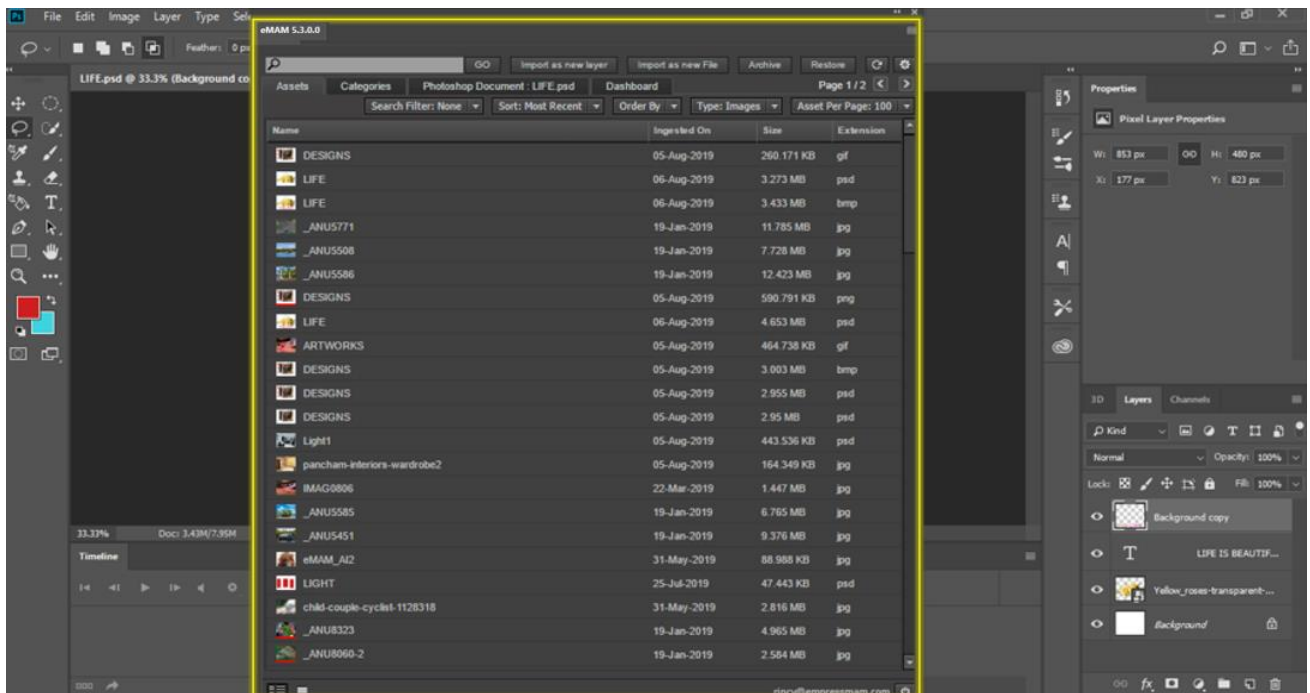 Ps File Edit Image Layer Type Sele
Feather: 0 px
LIFE.psd @ 33.3% (Background co
eMAM 5.3.0.0
GO Import as new layer Import as new File Archive Restore
Assets Categories Photoshop Document : LIFE.psd Dashboard Page 1 / 2
Search Filter: None Sort: Most Recent Order By Type: Images Asset Per Page: 100
Name Ingested On Size Extension
DESIGNS 05-Aug-2019 260.171 KB gif
LIFE 06-Aug-2019 3.273 MB psd
LIFE 06-Aug-2019 3.433 MB bmp
_ANU5771 19-Jan-2019 11.785 MB jpg
_ANU5508 19-Jan-2019 7.728 MB jpg
_ANU5586 19-Jan-2019 12.423 MB jpg
DESIGNS 05-Aug-2019 590.791 KB png
LIFE 06-Aug-2019 4.653 MB psd
ARTWORKS 05-Aug-2019 464.738 KB gif
DESIGNS 05-Aug-2019 3.003 MB bmp
DESIGNS 05-Aug-2019 2.955 MB psd
DESIGNS 05-Aug-2019 2.95 MB psd
Light1 05-Aug-2019 443.536 KB psd
pancham-interiors-wardrobe2 05-Aug-2019 164.349 KB jpg
IMAG0806 22-Mar-2019 1.447 MB jpg
_ANU5585 19-Jan-2019 6.765 MB jpg
_ANU5451 19-Jan-2019 9.376 MB jpg
eMAM_AI2 31-May-2019 88.988 KB jpg
LIGHT 25-Jul-2019 47.443 KB psd
child-couple-cyclist-1128318 31-May-2019 2.816 MB jpg
_ANU8323 19-Jan-2019 4.965 MB jpg
_ANU8060-2 19-Jan-2019 2.584 MB jpg
rincy@empressmam.com
33.33% Doc: 3.43M/7.95M
Timeline
Properties
Pixel Layer Properties
W: 853 px H: 480 px
X: 177 px Y: 823 px
3D Layers Channels
Kind
Normal Opacity: 100%
Lock: Fill: 100%
Background copy
T LIFE IS BEAUTIF...
Yellow_roses-transparent-...
Background